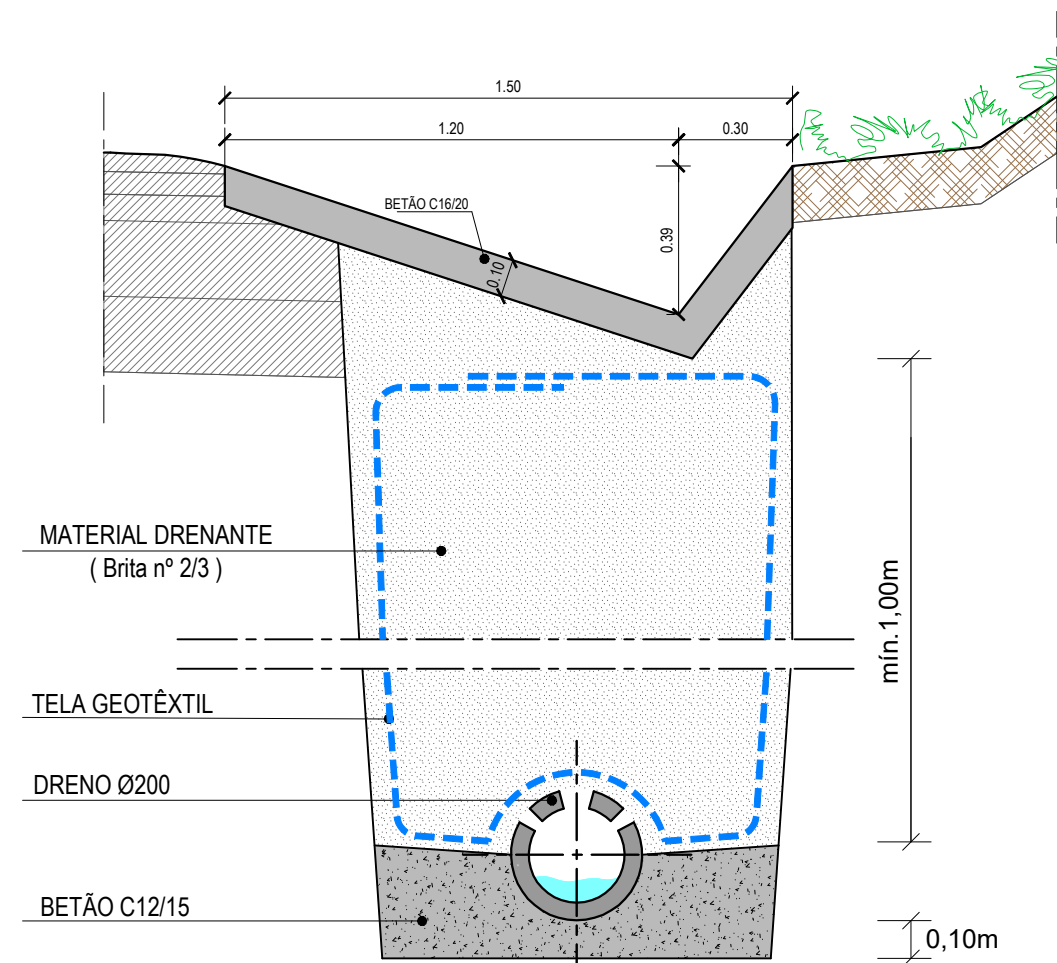 1.50
1.20
0.30
BETÃO C16/20
0.39
0.10
MATERIAL DRENANTE
( Brita nº 2/3 )
mín.1,00m
TELA GEOTÊXTIL
DRENO Ø200
BETÃO C12/15
0,10m